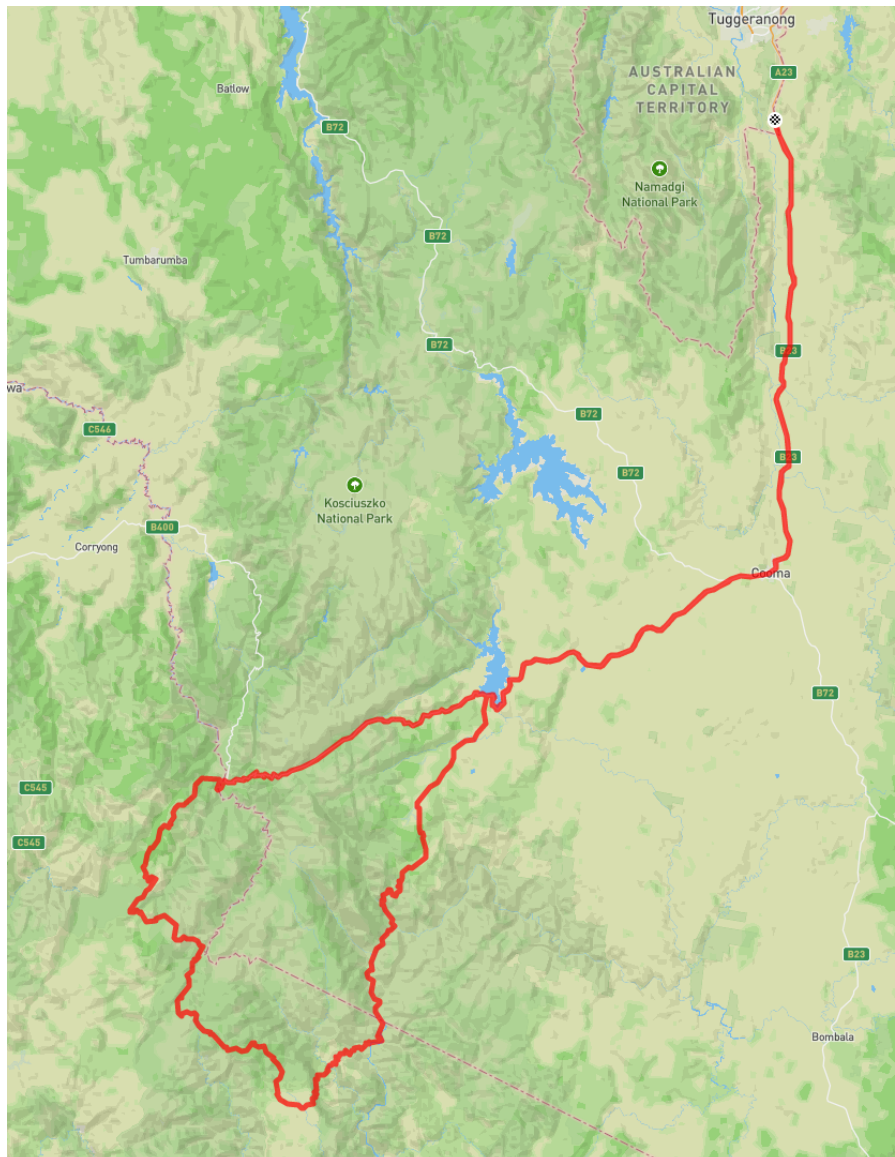 Tuggeranong
A23
AUSTRALIAN
CAPITAL
TERRITORY
Batlow
B72
Namadgi
National Park
B72
Tumbarumba
B72
B23
wa
C546
B72
B23
B72
Kosciuszko
National Park
B400
Corryong
Cooma
B72
C545
C545
B23
Bombala